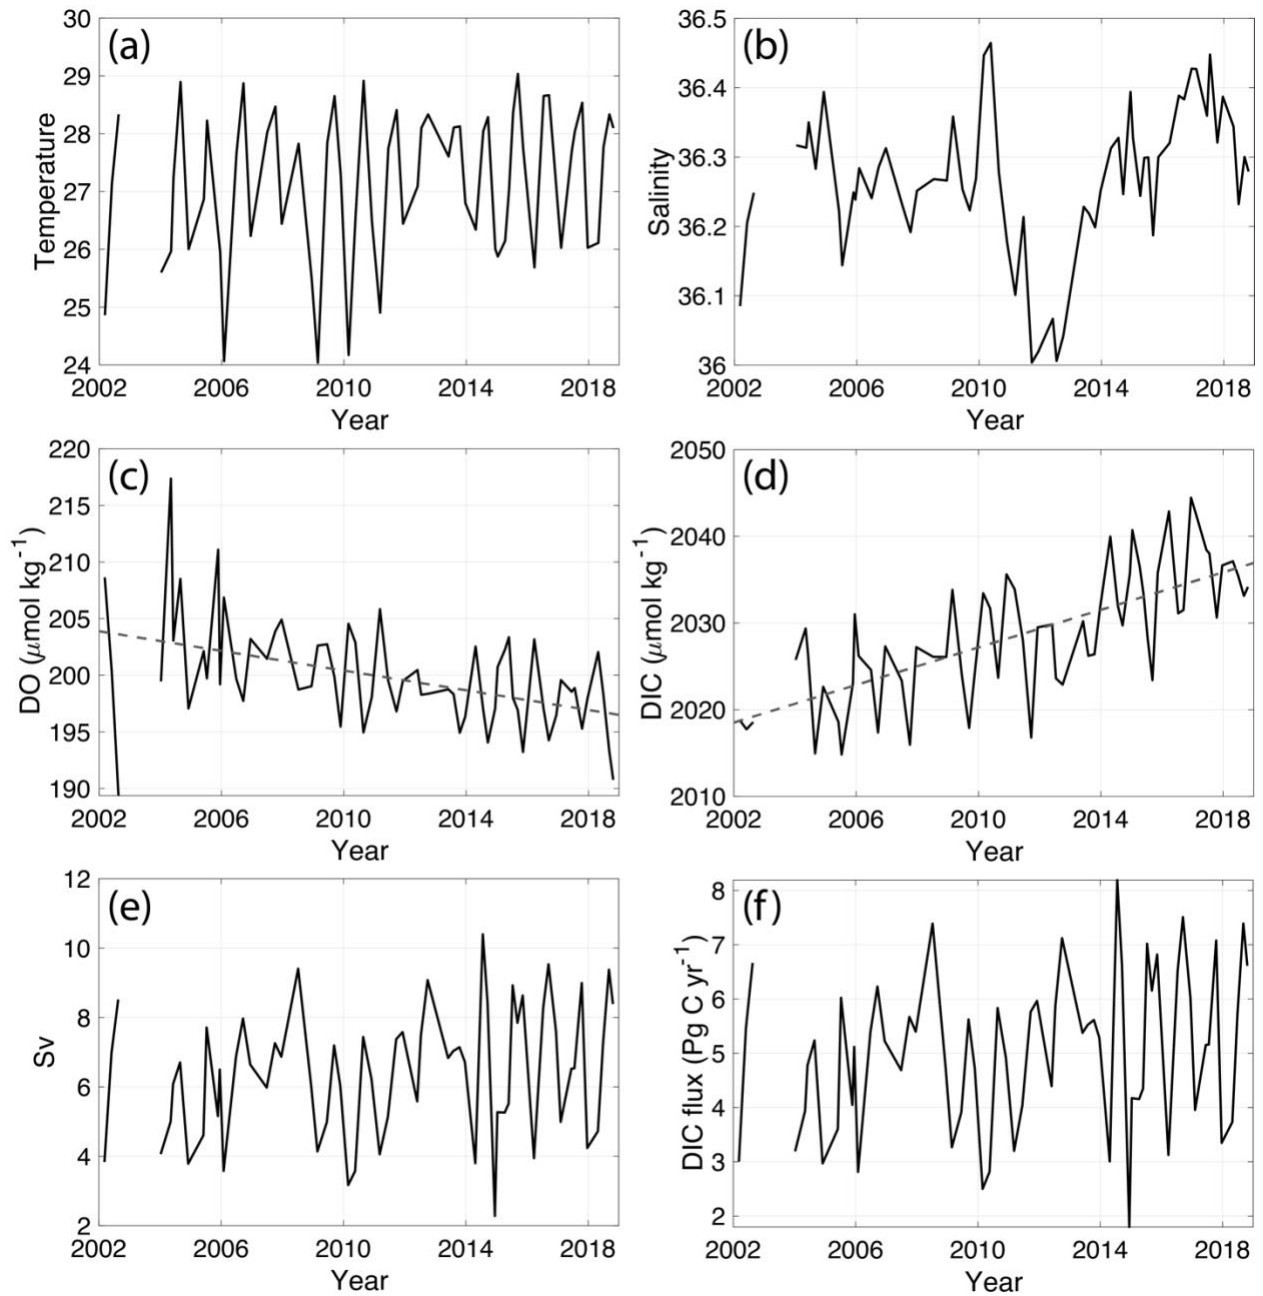 (a)
30
29
28
27
26
25
24
Temperature
2002 2006 2010 2014 2018
Year
(b)
36.5
36.4
36.3
36.2
36.1
36
Salinity
2002 2006 2010 2014 2018
Year
(c)
220
215
210
205
200
195
190
DO (μmol kg⁻¹)
2002 2006 2010 2014 2018
Year
(d)
2050
2040
2030
2020
2010
DIC (μmol kg⁻¹)
2002 2006 2010 2014 2018
Year
(e)
12
10
8
6
4
2
Sv
2002 2006 2010 2014 2018
Year
(f)
8
7
6
5
4
3
2
DIC flux (Pg C yr⁻¹)
2002 2006 2010 2014 2018
Year